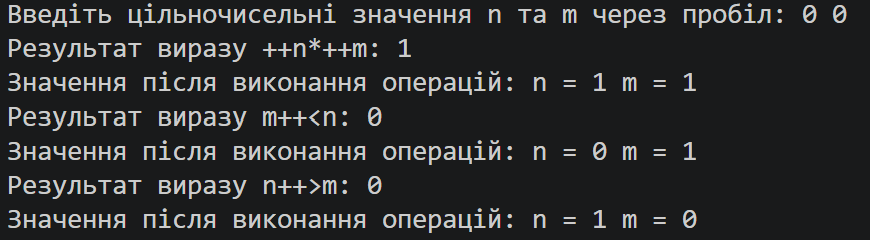 Введіть цільночисельні значення n та m через пробіл: 0 0
Результат виразу ++n*++m: 1
Значення після виконання операцій: n = 1 m = 1
Результат виразу m++<n: 0
Значення після виконання операцій: n = 0 m = 1
Результат виразу n++>m: 0
Значення після виконання операцій: n = 1 m = 0